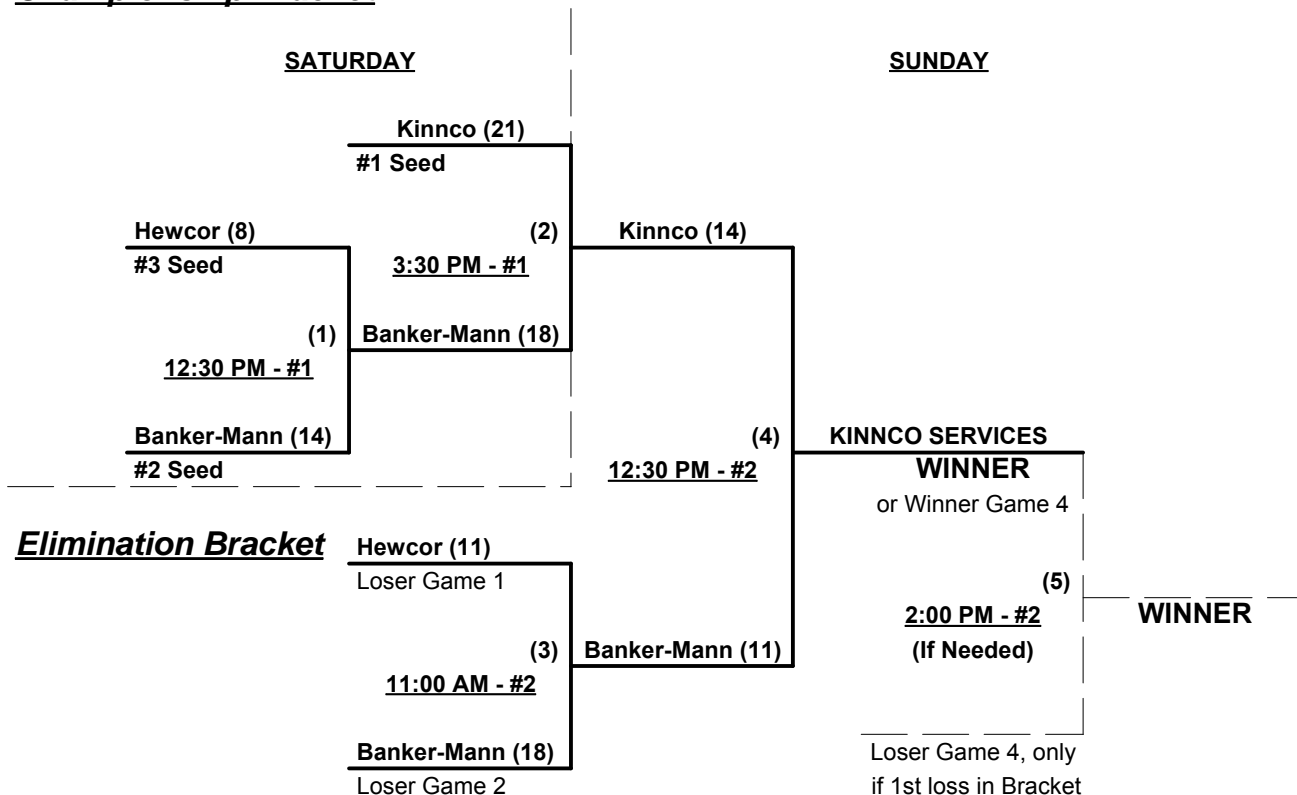 SATURDAY
SUNDAY
Kinnco (21)
#1 Seed
Hewcor (8)
(2)
Kinnco (14)
#3 Seed
3:30 PM - #1
(1)
Banker-Mann (18)
12:30 PM - #1
Banker-Mann (14)
(4)
KINNCO SERVICES
#2 Seed
12:30 PM - #2
WINNER
or Winner Game 4
Elimination Bracket
Hewcor (11)
Loser Game 1
(5)
2:00 PM - #2
WINNER
(3)
Banker-Mann (11)
(If Needed)
11:00 AM - #2
Banker-Mann (18)
Loser Game 4, only
Loser Game 2
if 1st loss in Bracket